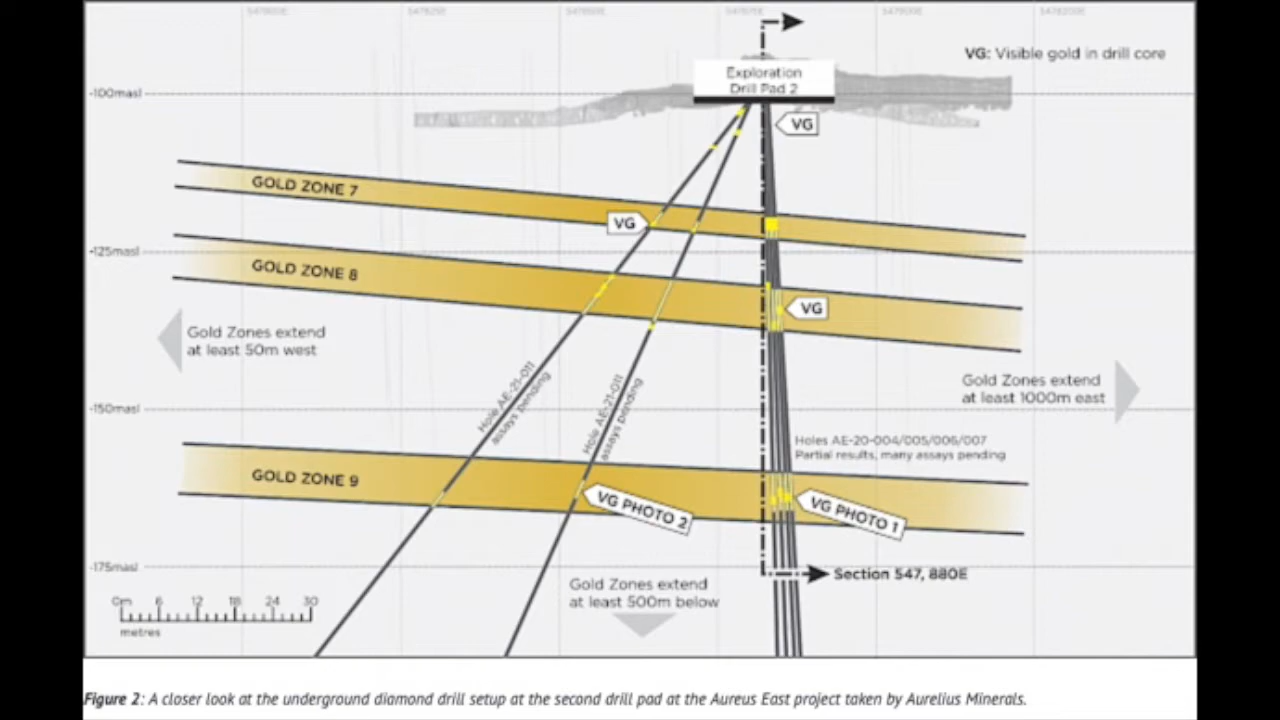 547800E
547825E
547850E
547875E
547900E
VG: Visible gold in drill core
Exploration
Drill Pad 2
-100masl
VG
GOLD ZONE 7
VG
-125masl
GOLD ZONE 8
VG
Gold Zones extend
at least 50m west
Gold Zones extend
at least 1000m east
Hole AE-21-011
assays pending
Hole AE-21-011
assays pending
-150masl
Holes AE-20-004/005/006/007
Partial results, many assays pending
GOLD ZONE 9
VG PHOTO 2
VG PHOTO 1
-175masl
Section 547, 880E
Gold Zones extend
at least 500m below
0m 6 12 18 24 30
metres
Figure 2: A closer look at the underground diamond drill setup at the second drill pad at the Aureus East project taken by Aurelius Minerals.